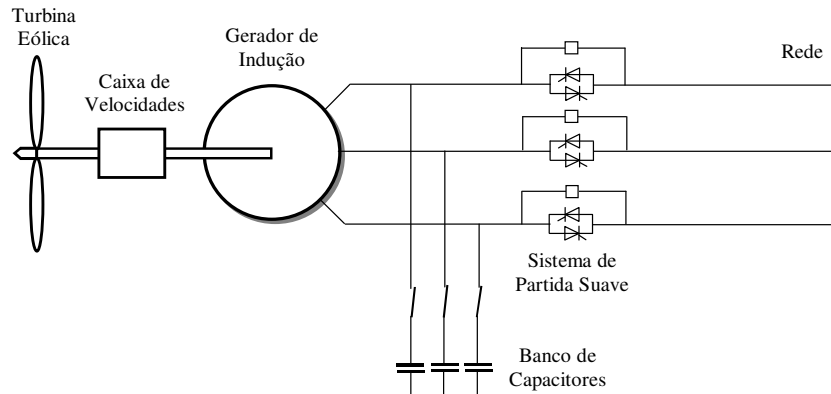 Turbina
Eólica
Caixa de
Velocidades
Gerador de
Indução
Rede
Sistema de
Partida Suave
Banco de
Capacitores